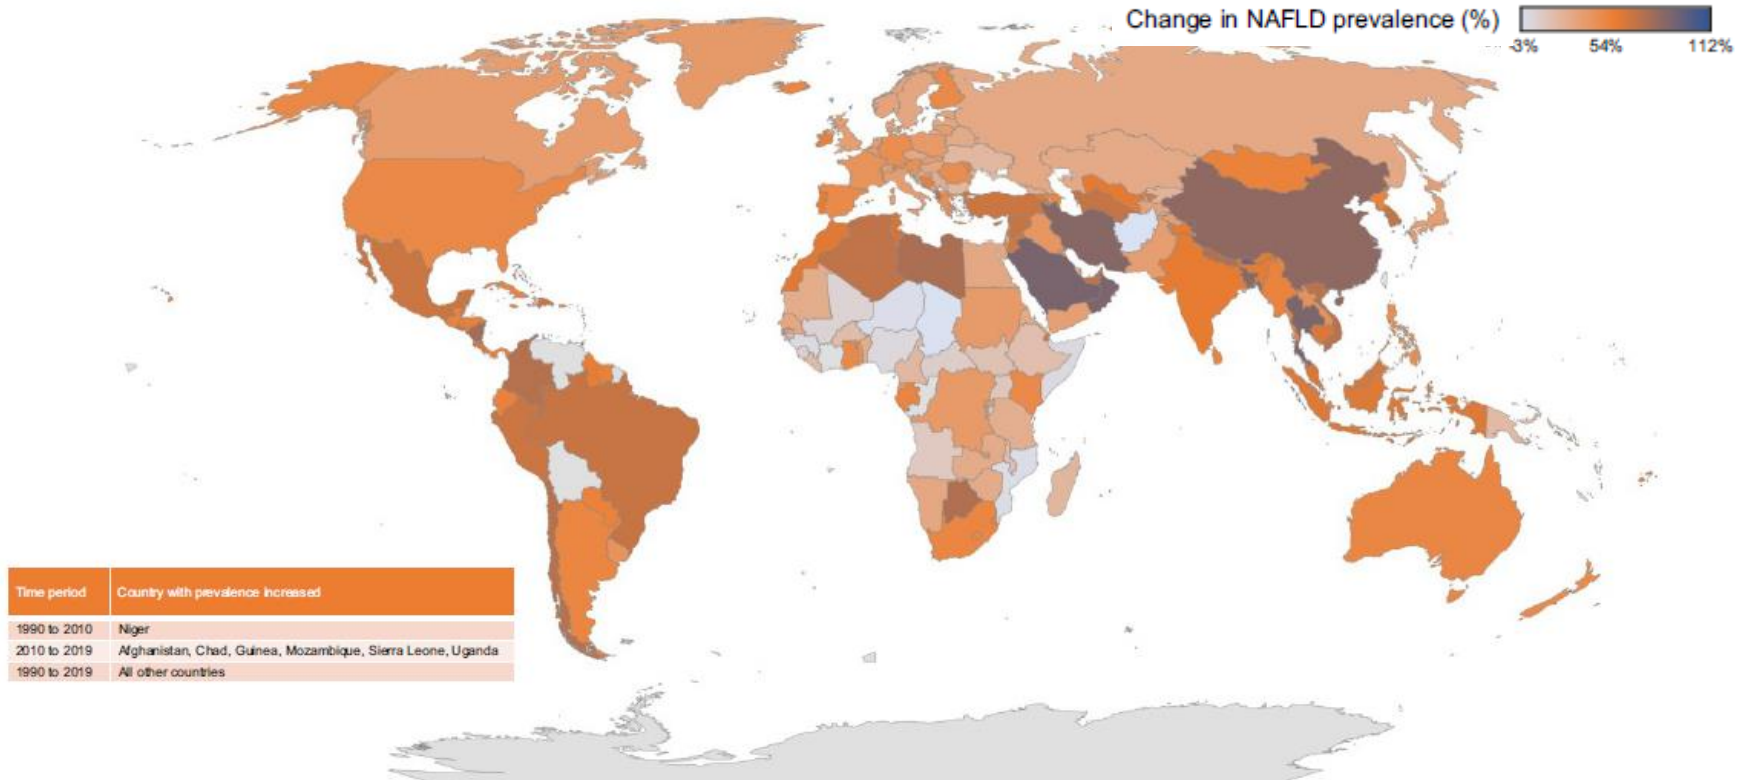 Change in NAFLD prevalence (%)
-3% 54% 112%
Time period Country with prevalence increased
1990 to 2010 Niger
2010 to 2019 Afghanistan, Chad, Guinea, Mozambique, Sierra Leone, Uganda
1990 to 2019 All other countries